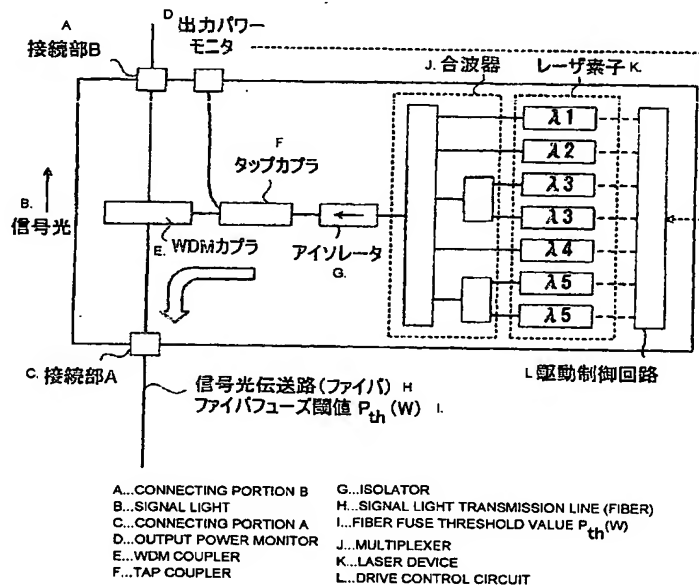 A
接続部B
D 出力パワー
モニタ
J. 合波器
レーザ素子 K.
λ1
λ2
λ3
λ3
λ4
λ5
λ5
F
タップカプラ
B.
信号光
E. WDMカプラ
アイソレータ
G.
C. 接続部A
L 駆動制御回路
信号光伝送路(ファイバ) H
ファイバフューズ閾値 Pth(W) I.
A...CONNECTING PORTION B
B...SIGNAL LIGHT
C...CONNECTING PORTION A
D...OUTPUT POWER MONITOR
E...WDM COUPLER
F...TAP COUPLER
G...ISOLATOR
H...SIGNAL LIGHT TRANSMISSION LINE (FIBER)
I...FIBER FUSE THRESHOLD VALUE Pth(W)
J...MULTIPLEXER
K...LASER DEVICE
L...DRIVE CONTROL CIRCUIT